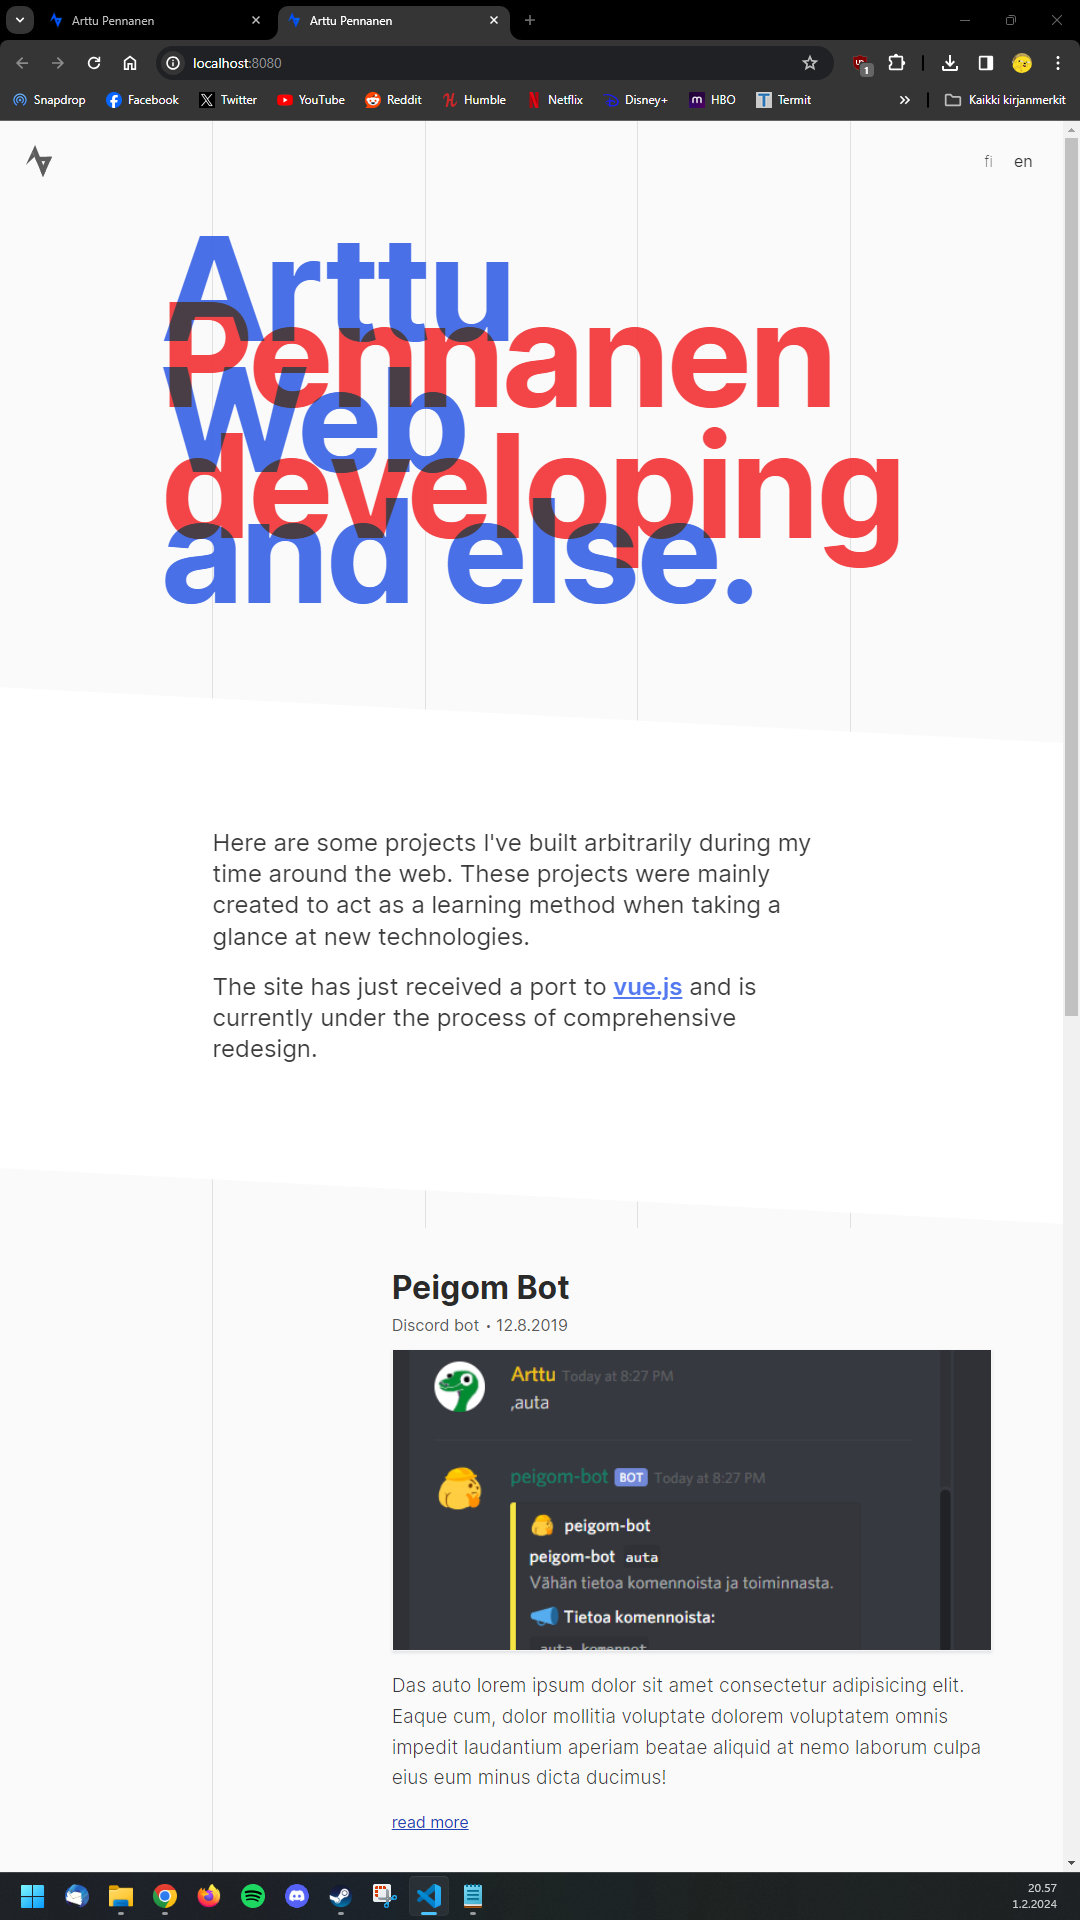 Arttu Pennanen
Arttu Pennanen
localhost:8080
1
Snapdrop
Facebook
Twitter
YouTube
Reddit
Humble
Netflix
Disney+
HBO
Termit
Kaikki kirjanmerkit
fi
en
Arttu
Pennanen
Web
developing
and else.
Here are some projects I've built arbitrarily during my
time around the web. These projects were mainly
created to act as a learning method when taking a
glance at new technologies.
The site has just received a port to vue.js and is
currently under the process of comprehensive
redesign.
Peigom Bot
Discord bot • 12.8.2019
Arttu Today at 8:27 PM
,auta
peigom-bot BOT Today at 8:27 PM
peigom-bot
peigom-bot auta
Vähän tietoa komennoista ja toiminnasta.
Tietoa komennoista:
auta komennot
Das auto lorem ipsum dolor sit amet consectetur adipisicing elit.
Eaque cum, dolor mollitia voluptate dolorem voluptatem omnis
impedit laudantium aperiam beatae aliquid at nemo laborum culpa
eius eum minus dicta ducimus!
read more
20.57
1.2.2024